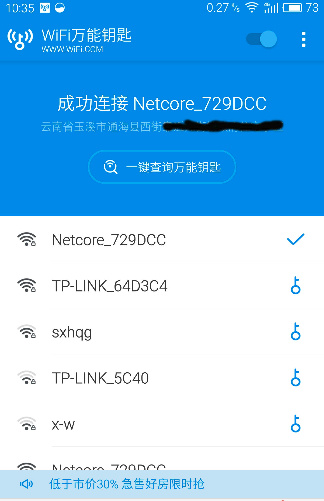 10:35
0.27 % 4G 73
WiFi万能钥匙
WWW.WiFi.COM
成功连接 Netcore_729DCC
云南省玉溪市通海县西街
一键查询万能钥匙
Netcore_729DCC
TP-LINK_64D3C4
sxhqg
TP-LINK_5C40
x-w
Netcore_729DCC
低于市价30% 急售好房限时抢